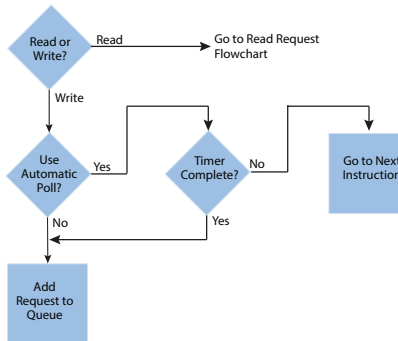 Read or
Write?
Read
Go to Read Request
Flowchart
Write
Use
Automatic
Poll?
Yes
Timer
Complete?
No
Go to Next
Instruction
No
Yes
Add
Request to
Queue